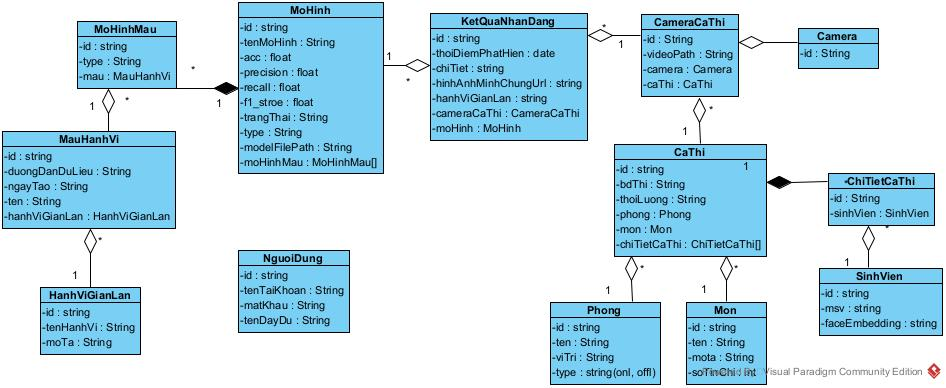 MoHinhMau
-id : string
-type : String
-mau : MauHanhVi
MoHinh
-id : string
-tenMoHinh : String
-acc : float
-precision : float
-recall : float
-f1_stroe : float
-trangThai : String
-type : String
-modelFilePath : String
-moHinhMau : MoHinhMau[]
KetQuaNhanDang
-id : string
-thoiDiemPhatHien : date
-chiTiet : string
-hinhAnhMinhChungUrl : string
-hanhViGianLan : string
-cameraCaThi : CameraCaThi
-moHinh : MoHinh
CameraCaThi
-id : String
-videoPath : String
-camera : Camera
-caThi : CaThi
Camera
-id : String
*
1
1
*
*
1
*
1
*
1
MauHanhVi
-id : string
-duongDanDuLieu : String
-ngayTao : String
-ten : String
-hanhViGianLan : HanhViGianLan
CaThi
1
-id : string
-bdThi : String
-thoiLuong : String
-phong : Phong
-mon : Mon
-chiTietCaThi : ChiTietCaThi[]
-ChiTietCaThi
-id : String
-sinhVien : SinhVien
*
1
*
1
*
1
*
1
HanhViGianLan
-id : string
-tenHanhVi : String
-moTa : String
NguoiDung
-id : string
-tenTaiKhoan : String
-matKhau : String
-tenDayDu : String
SinhVien
-id : string
-msv : String
-faceEmbedding : string
Phong
-id : string
-ten : String
-viTri : String
-type : string(onl, offl)
Mon
-id : string
-ten : String
-mota : String
Visual Paradigm Community Edition